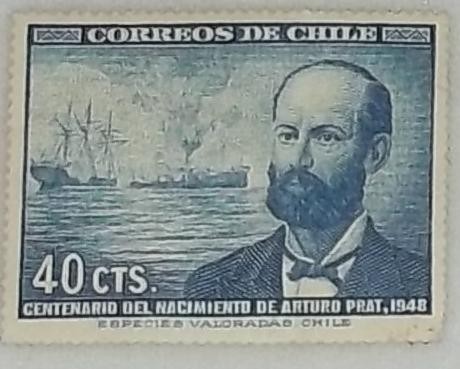 CORREOS DE CHILE
40 CTS.
CENTENARIO DEL NACIMIENTO DE ARTURO PRAT, 1948
ESPECIES VALORADAS CHILE